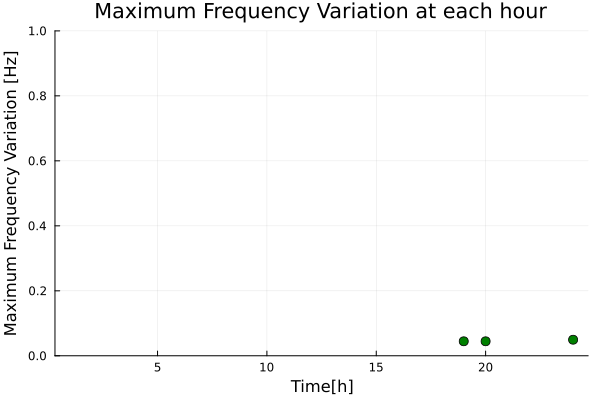 Maximum Frequency Variation at each hour
Maximum Frequency Variation [Hz]
1.0
0.8
0.6
0.4
0.2
0.0
5 10 15 20
Time[h]